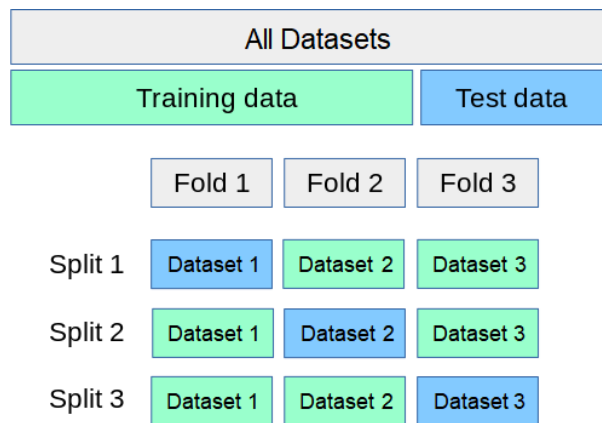 All Datasets
Training data Test data
Fold 1 Fold 2 Fold 3
Split 1 Dataset 1 Dataset 2 Dataset 3
Split 2 Dataset 1 Dataset 2 Dataset 3
Split 3 Dataset 1 Dataset 2 Dataset 3